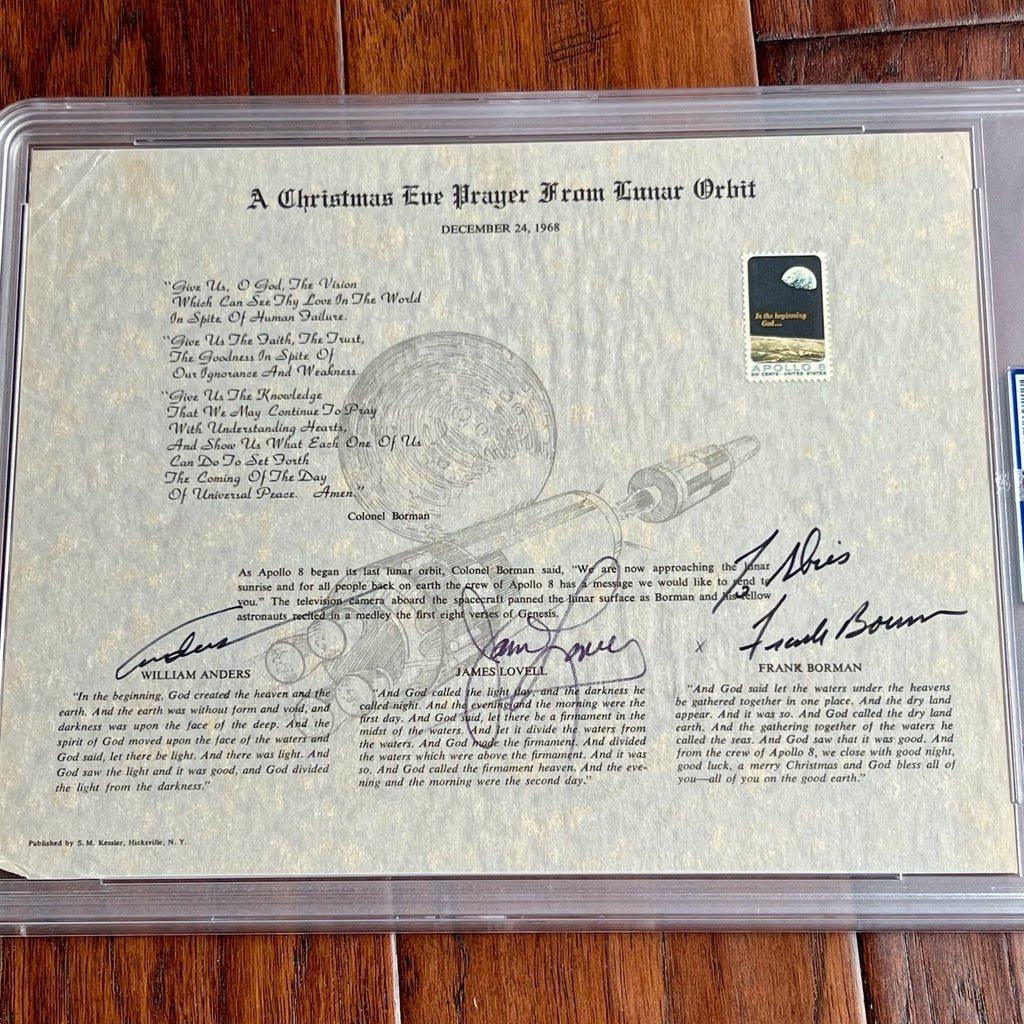 A Christmas Eve Prayer From Lunar Orbit
DECEMBER 24, 1968
"Give Us, O God, The Vision
Which Can See Thy Love In The World
In Spite Of Human Failure.
"Give Us The Faith, The Trust,
The Goodness In Spite Of
Our Ignorance And Weakness.
"Give Us The Knowledge
That We May Continue To Pray
With Understanding Hearts,
And Show Us What Each One Of Us
Can Do To Set Forth
The Coming Of The Day
Of Universal Peace. Amen."
Colonel Borman
In the beginning
God...
APOLLO 8
SIX CENTS · UNITED STATES
As Apollo 8 began its last lunar orbit, Colonel Borman said, "We are now approaching the lunar
sunrise and for all people back on earth the crew of Apollo 8 has a message we would like to send to
you." The television camera aboard the spacecraft panned the lunar surface as Borman and his fellow
astronauts recited in a medley the first eight verses of Genesis.
Anders
James Lovell
x
Frank Borman
WILLIAM ANDERS
JAMES LOVELL
FRANK BORMAN
"In the beginning, God created the heaven and the
earth. And the earth was without form and void, and
darkness was upon the face of the deep. And the
spirit of God moved upon the face of the waters and
God said, let there be light. And there was light. And
God saw the light and it was good, and God divided
the light from the darkness."
"And God called the light day, and the darkness he
called night. And the evening and the morning were the
first day. And God said, let there be a firmament in the
midst of the waters. And let it divide the waters from
the waters. And God made the firmament. And divided
the waters which were above the firmament. And it was
so. And God called the firmament heaven. And the eve-
ning and the morning were the second day."
"And God said let the waters under the heavens
be gathered together in one place. And the dry land
appear. And it was so. And God called the dry land
earth. And the gathering together of the waters he
called the seas. And God saw that it was good. And
from the crew of Apollo 8, we close with good night,
good luck, a merry Christmas and God bless all of
you—all of you on the good earth."
Published by S. M. Kessler, Hicksville, N. Y.